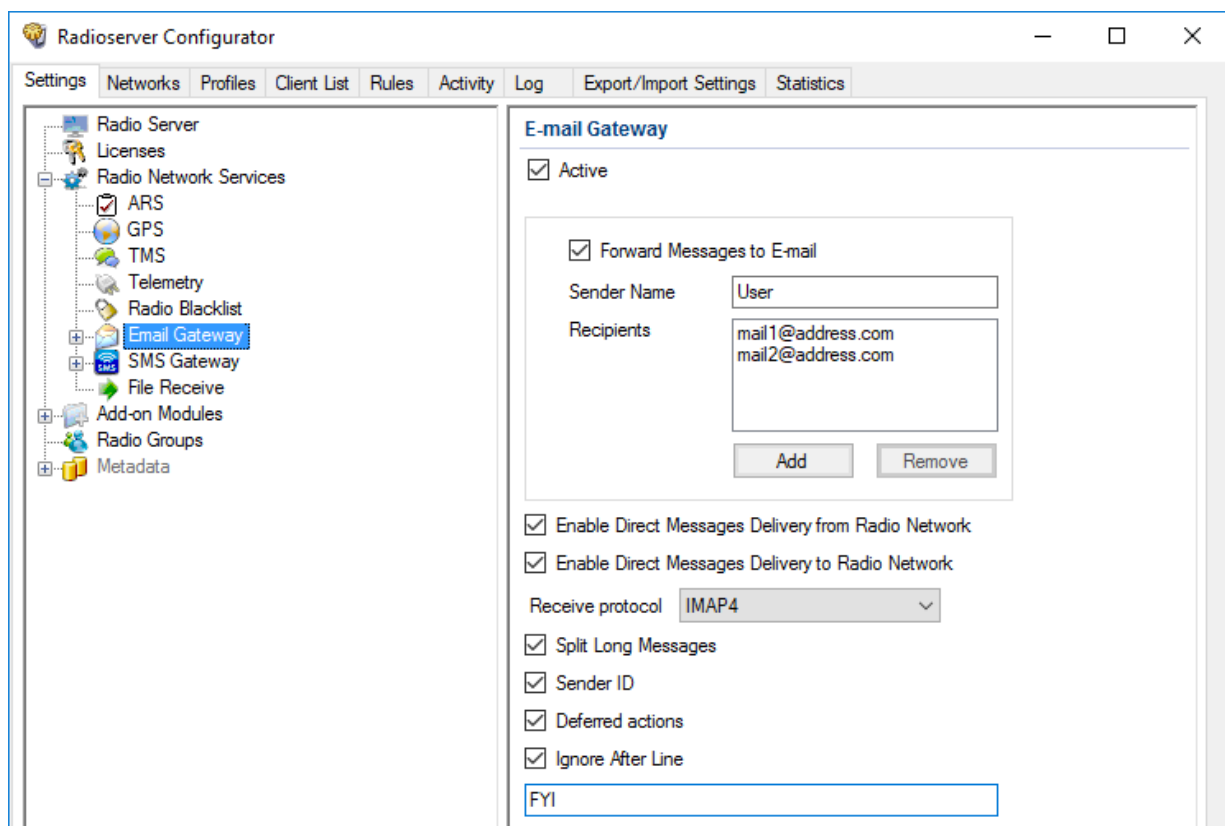 Radioserver Configurator
Settings Networks Profiles Client List Rules Activity Log Export/Import Settings Statistics
Radio Server
Licenses
Radio Network Services
ARS
GPS
TMS
Telemetry
Radio Blacklist
Email Gateway
SMS SMS Gateway
File Receive
Add-on Modules
Radio Groups
Metadata
E-mail Gateway
Active
Forward Messages to E-mail
Sender Name User
Recipients mail1@address.com
mail2@address.com
Add Remove
Enable Direct Messages Delivery from Radio Network
Enable Direct Messages Delivery to Radio Network
Receive protocol IMAP4
Split Long Messages
Sender ID
Deferred actions
Ignore After Line
FYI